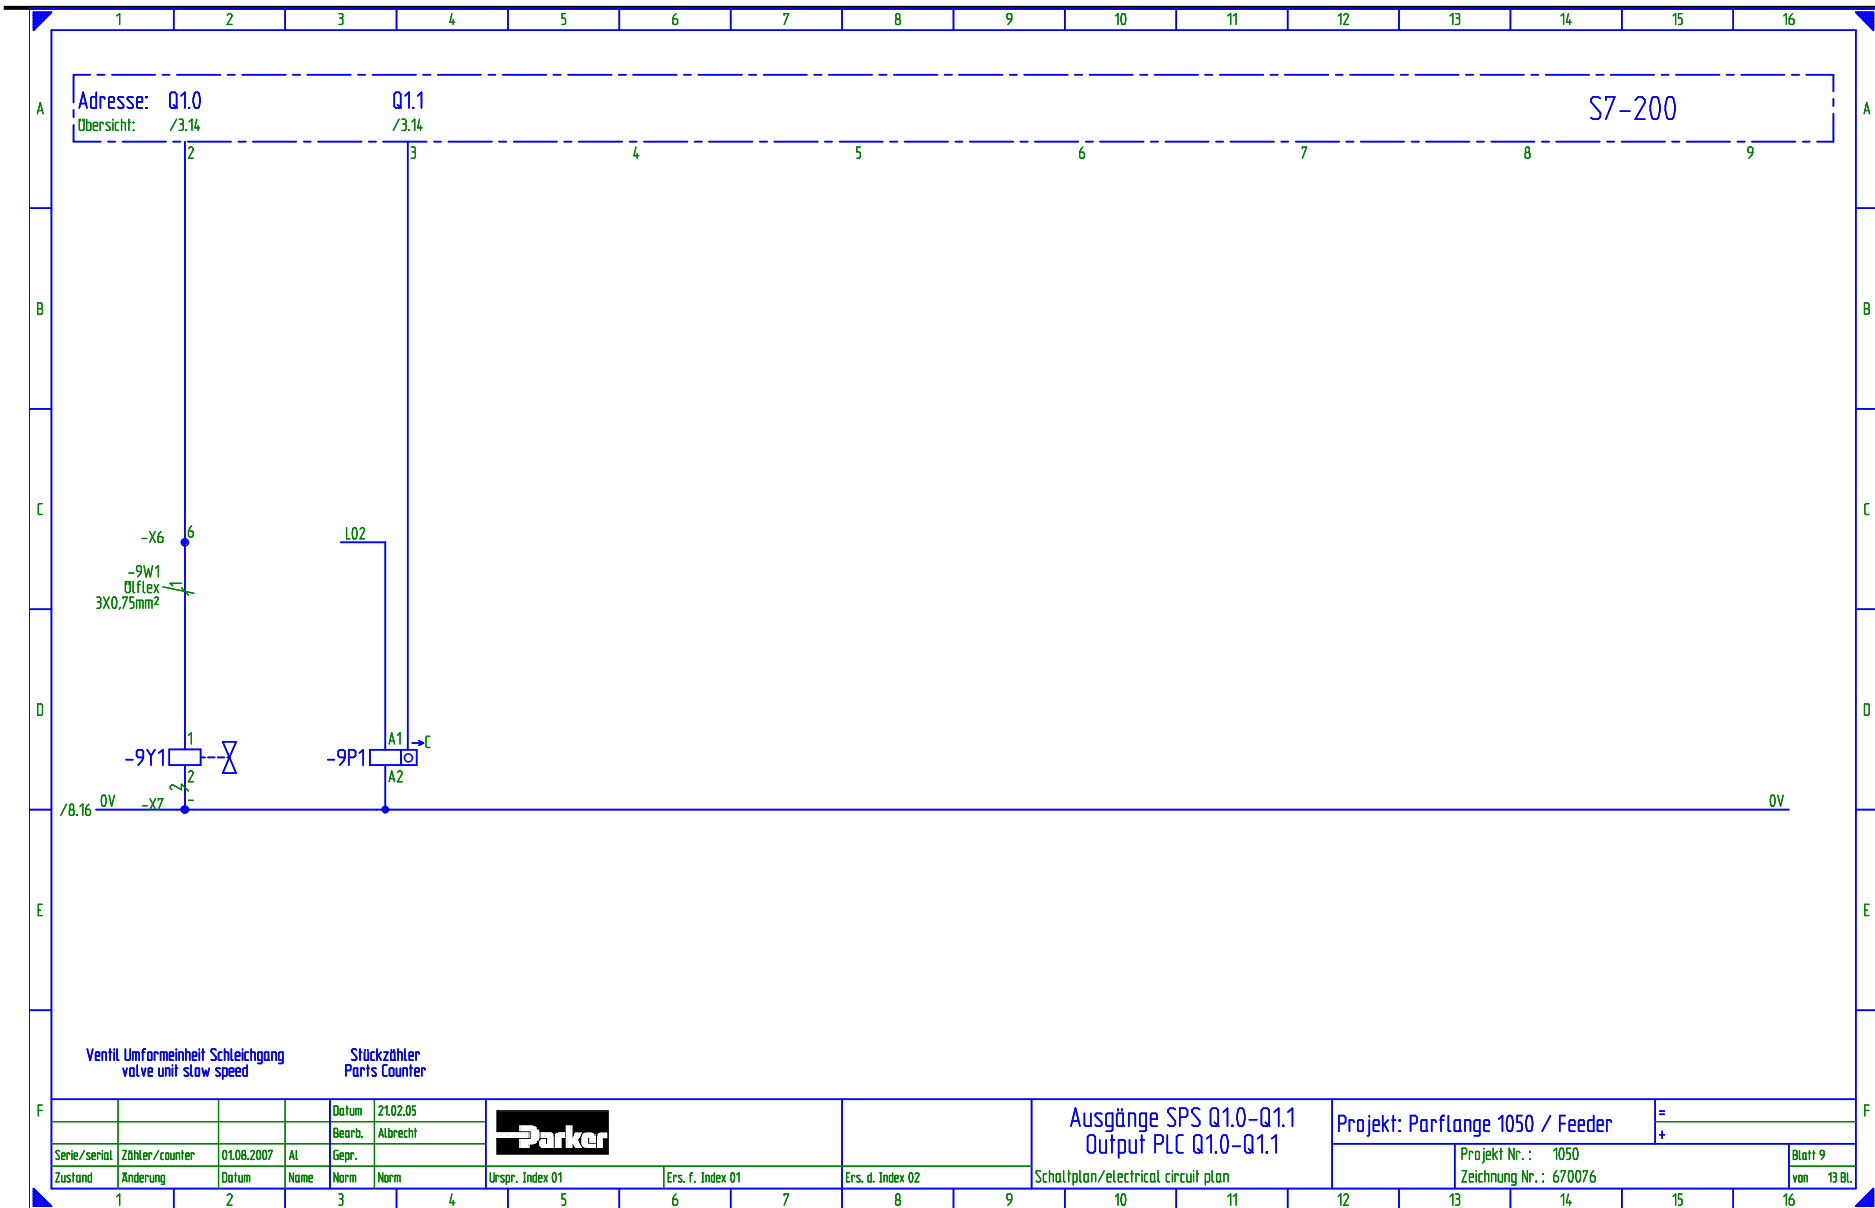 1 2 3 4 5 6 7 8 9 10 11 12 13 14 15 16
A Adresse: Q1.0 Q1.1 S7-200 A
Übersicht: /3.14 /3.14
2 3 4 5 6 7 8 9
B B
C C
-X6 6 L02
-9W1
Ölflex 1
3X0,75mm²
D D
1 A1 C
-9Y1 -9P1
2 A2
2
/8.16 0V -X7 - 0V
E E
Ventil Umformeinheit Schleichgang Stückzähler
valve unit slow speed Parts Counter
F Datum 21.02.05 Ausgänge SPS Q1.0-Q1.1 Projekt: Parflange 1050 / Feeder = F
Bearb. Albrecht Parker Output PLC Q1.0-Q1.1 +
Serie/serial Zähler/counter 01.08.2007 Al Gepr. Projekt Nr.: 1050 Blatt 9
Zustand Änderung Datum Name Norm Norm Urspr. Index 01 Ers. f. Index 01 Ers. d. Index 02 Schaltplan/electrical circuit plan Zeichnung Nr.: 670076 von 13 Bl.
1 2 3 4 5 6 7 8 9 10 11 12 13 14 15 16